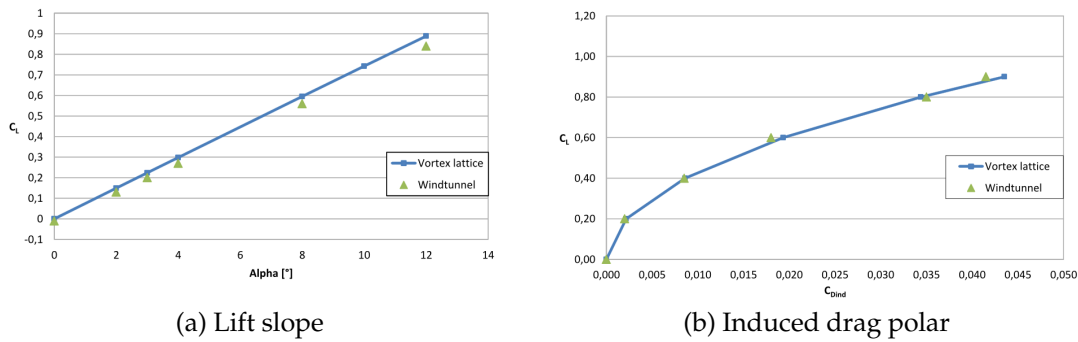 1
0,9
0,8
0,7
0,6
0,5
0,4
0,3
0,2
0,1
0
-0,1
C_L
0 2 4 6 8 10 12 14
Alpha [°]
Vortex lattice
Windtunnel
(a) Lift slope
1,20
1,00
0,80
0,60
0,40
0,20
0,00
C_L
0,000 0,005 0,010 0,015 0,020 0,025 0,030 0,035 0,040 0,045 0,050
C_Dind
Vortex lattice
Windtunnel
(b) Induced drag polar